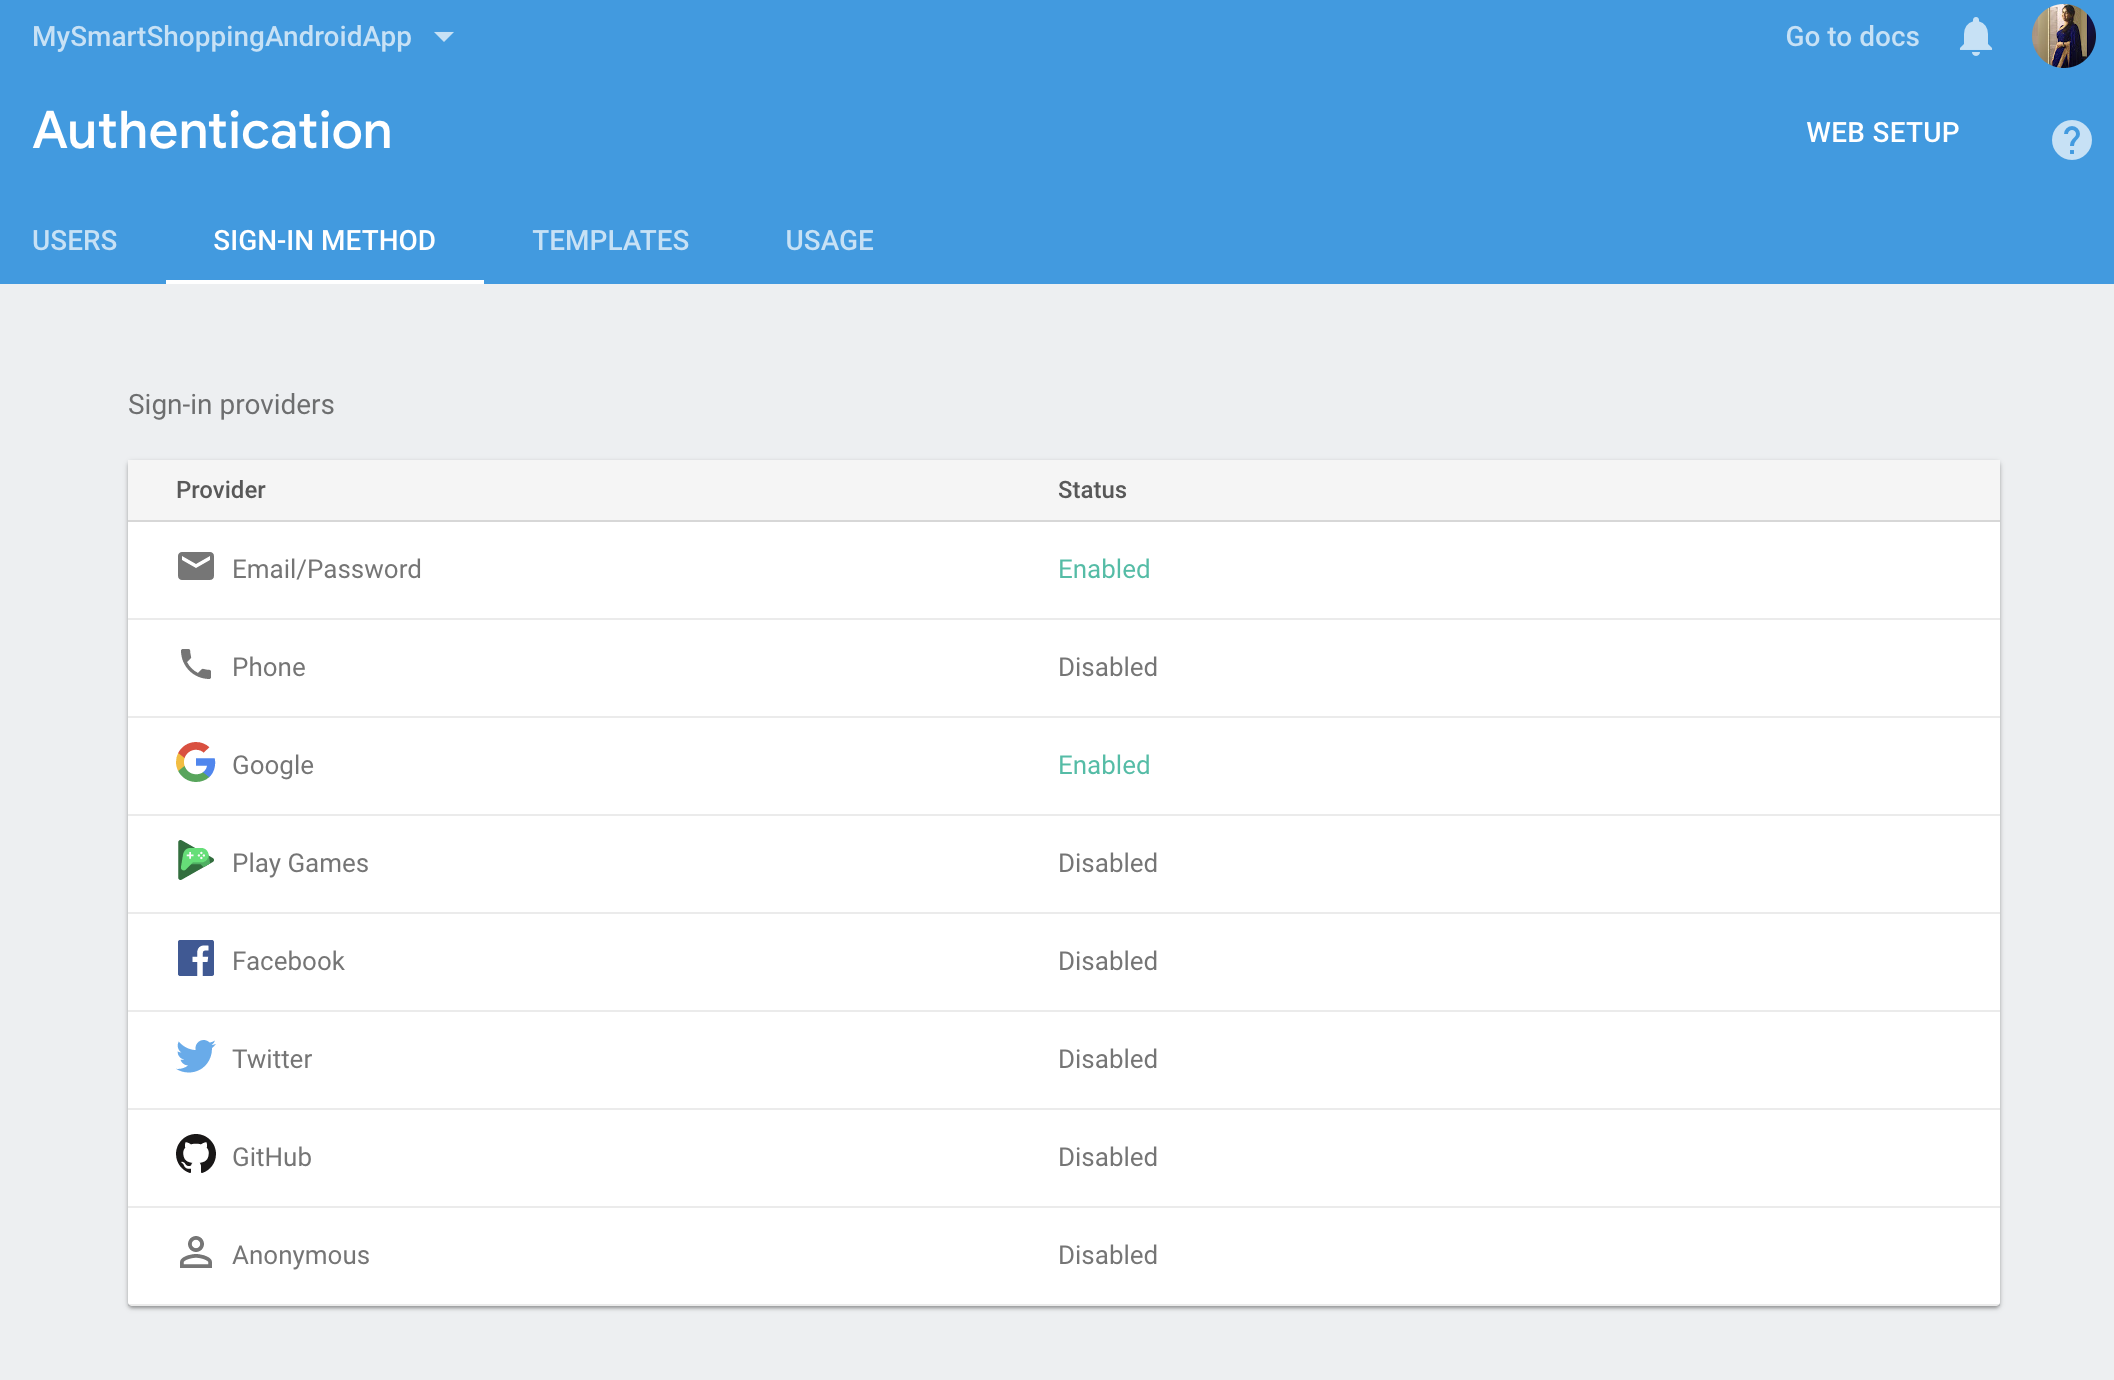 MySmartShoppingAndroidApp
Go to docs
Authentication
WEB SETUP
?
USERS SIGN-IN METHOD TEMPLATES USAGE
Sign-in providers
Provider Status
Email/Password Enabled
Phone Disabled
Google Enabled
Play Games Disabled
Facebook Disabled
Twitter Disabled
GitHub Disabled
Anonymous Disabled